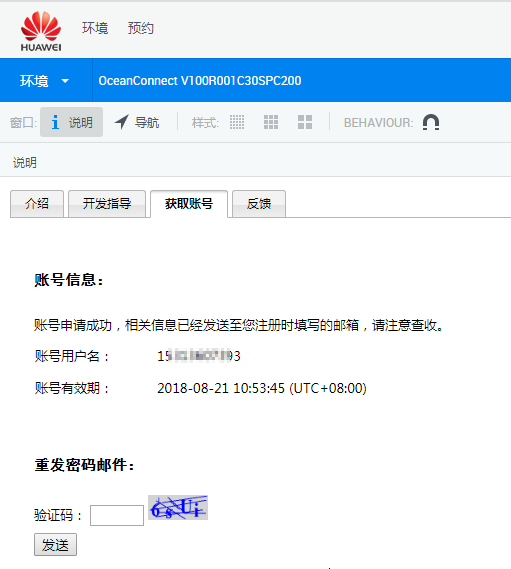 HUAWEI
环境 预约
环境 OceanConnect V100R001C30SPC200
窗口: 说明 导航 样式: BEHAVIOUR:
说明
介绍 开发指导 获取账号 反馈
账号信息：
账号申请成功，相关信息已经发送至您注册时填写的邮箱，请注意查收。
账号用户名：
账号有效期： 2018-08-21 10:53:45 (UTC+08:00)
重发密码邮件：
验证码：
发送